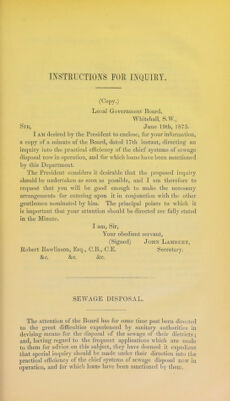 INSTRUCTIONS FOR INQUIRY.
(Copy.)
Local Government Board,
Whitehall, S.W.,
SIR, June 19th, 1875.
I AM desired by the President to enclose, for your information,
a copy of a minute of the Board, dated 17th instant, directing an
inquiry into the practical efficiency of the chief systems of sewage
disposal now in operation, and for which loans have been sanctioned
by this Department.
The President considers it desirable that the proposed inquiry
should be undertaken as soon as possible, and I am therefore to
request that you will be good enough to make the necessary
arrangements for entering upon it in conjunction with the other
gentlemen nominated by him. The principal points to which it
is important that your attention should be directed are fully stated
in the Minute.
I am, Sir,
Your obedient servant,
(Signed) JOHN LAMBERT,
Robert Rawlinson, Esq., C.B., C.E. Secretary.
&c. &c. &c.
SEWAGE DISPOSAL.
The attention of the Board has for some time past been directed
to the great difficulties experienced by sanitary authorities in
devising means for the disposal of the sewage of their districts;
and, having regard to the frequent applications which are made
to them for advice on this subject, they have deemed it expedient
that special inquiry should be made under their direction into the
practical efficiency of the chief systems of sewage disposal now in
operation, and for which loans have been sanctioned by them.